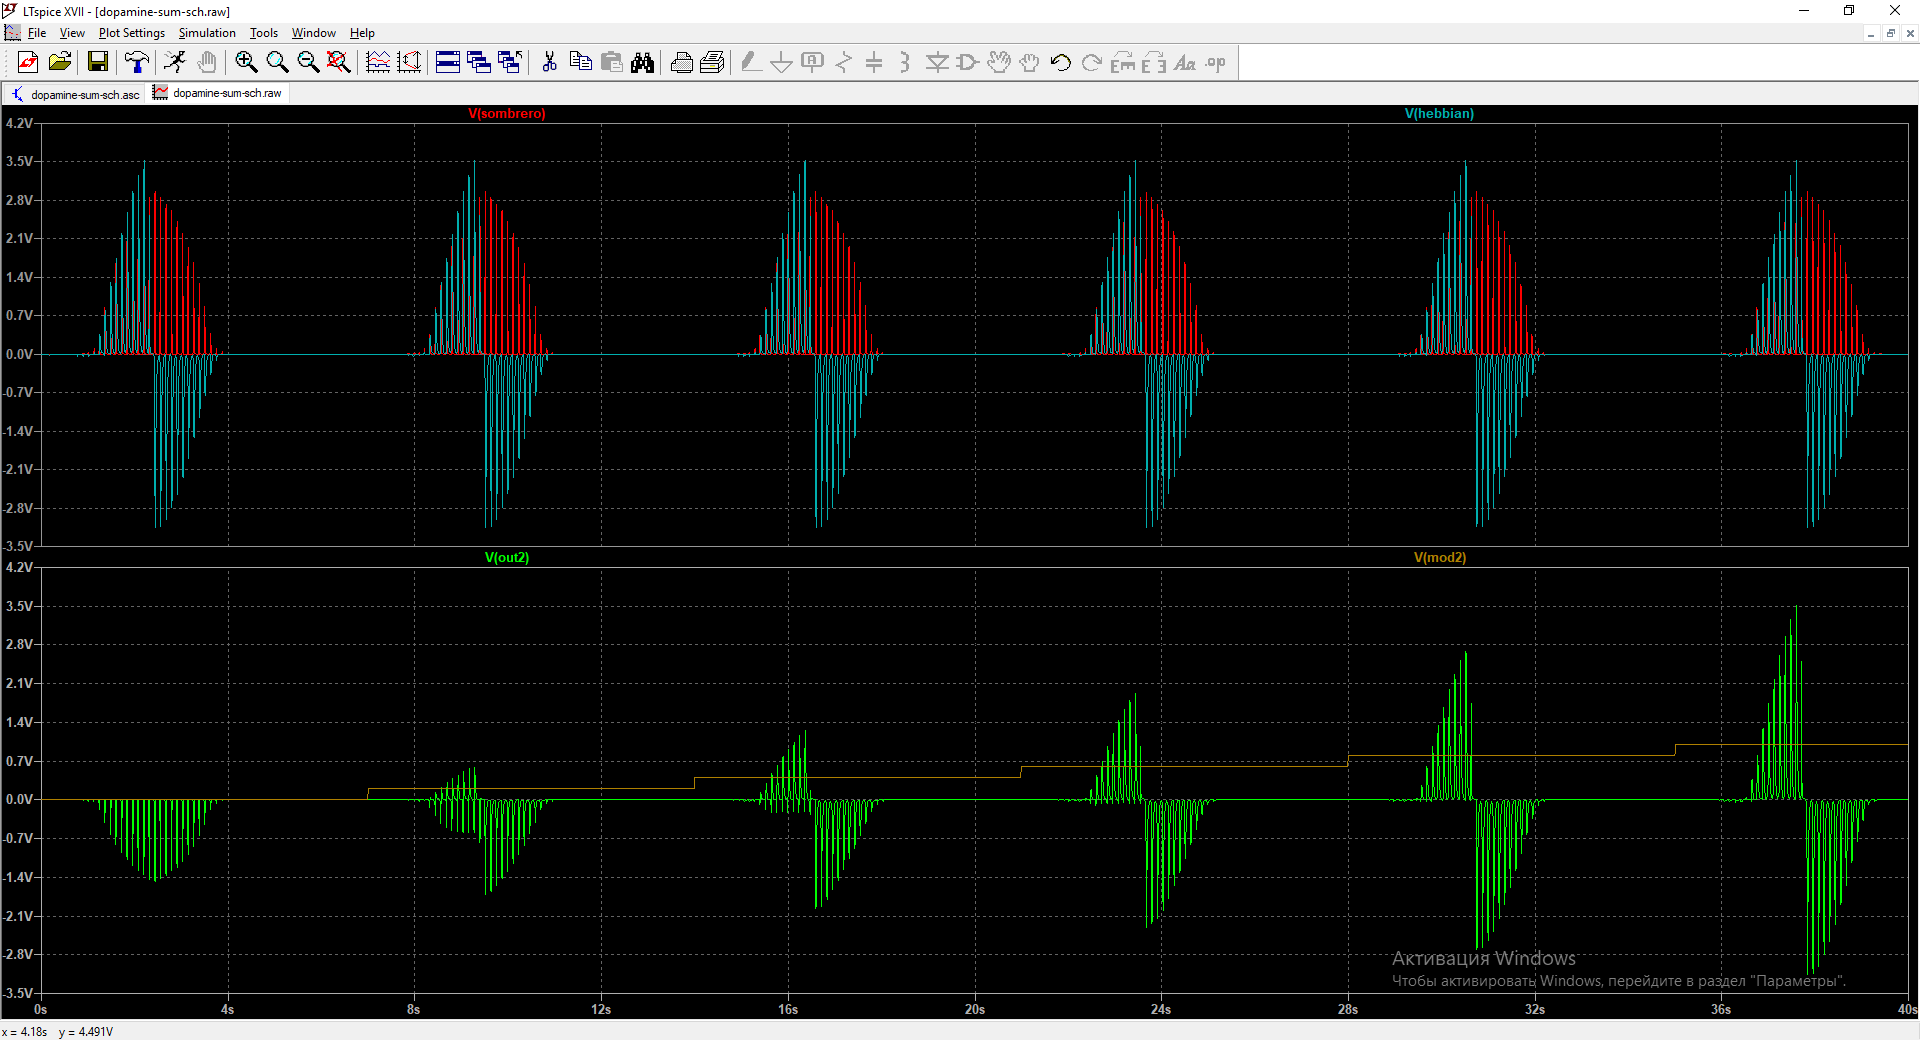 LTspice XVII - [dopamine-sum-sch.raw]
File View Plot Settings Simulation Tools Window Help
dopamine-sum-sch.asc dopamine-sum-sch.raw
V(sombrero) V(hebbian)
4.2V
3.5V
2.8V
2.1V
1.4V
0.7V
0.0V
-0.7V
-1.4V
-2.1V
-2.8V
-3.5V
V(out2) V(mod2)
4.2V
3.5V
2.8V
2.1V
1.4V
0.7V
0.0V
-0.7V
-1.4V
-2.1V
-2.8V
-3.5V
Активация Windows
Чтобы активировать Windows, перейдите в раздел "Параметры".
0s 4s 8s 12s 16s 20s 24s 28s 32s 36s 40s
x = 4.18s y = 4.491V